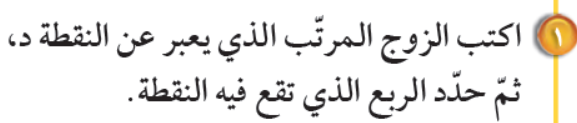 ١ اكتب الزوج المرتّب الذي يعبر عن النقطة د،
ثمّ حدّد الربع الذي تقع فيه النقطة.